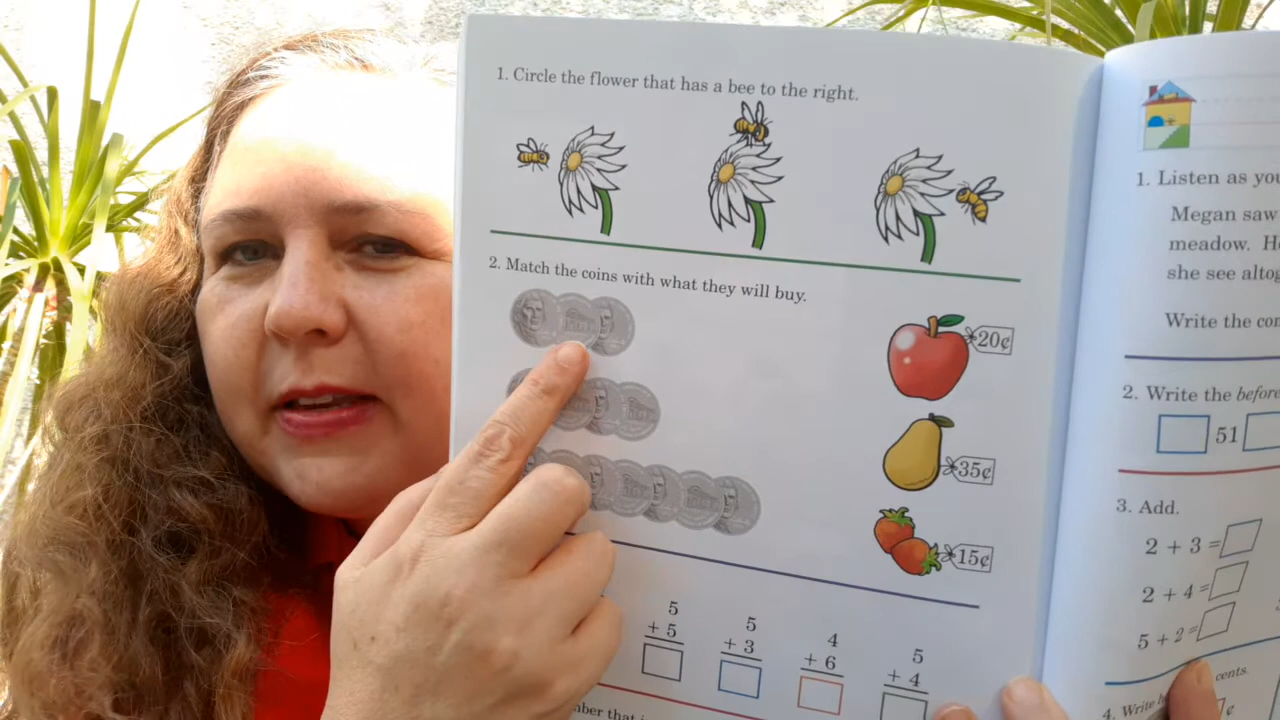 1. Circle the flower that has a bee to the right.
2. Match the coins with what they will buy.
20¢
35¢
15¢
5
+ 5
5
+ 3
4
+ 6
5
+ 4
1. Listen as you
Megan saw
meadow.
she see
Write the
2. Write the before
51
3. Add.
2 + 3 =
2 + 4 =
5 + 2 =
4. Write
cents.
¢